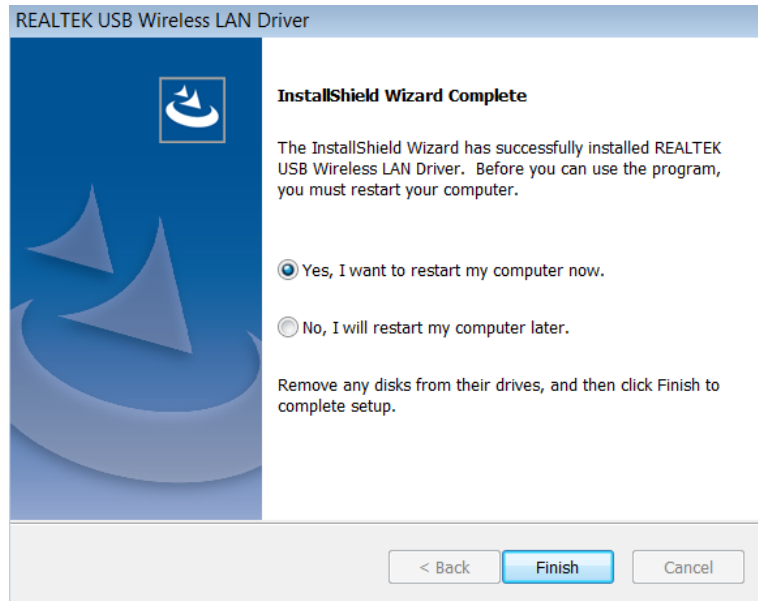 REALTEK USB Wireless LAN Driver
InstallShield Wizard Complete
The InstallShield Wizard has successfully installed REALTEK
USB Wireless LAN Driver.  Before you can use the program,
you must restart your computer.
Yes, I want to restart my computer now.
No, I will restart my computer later.
Remove any disks from their drives, and then click Finish to
complete setup.
< Back
Finish
Cancel